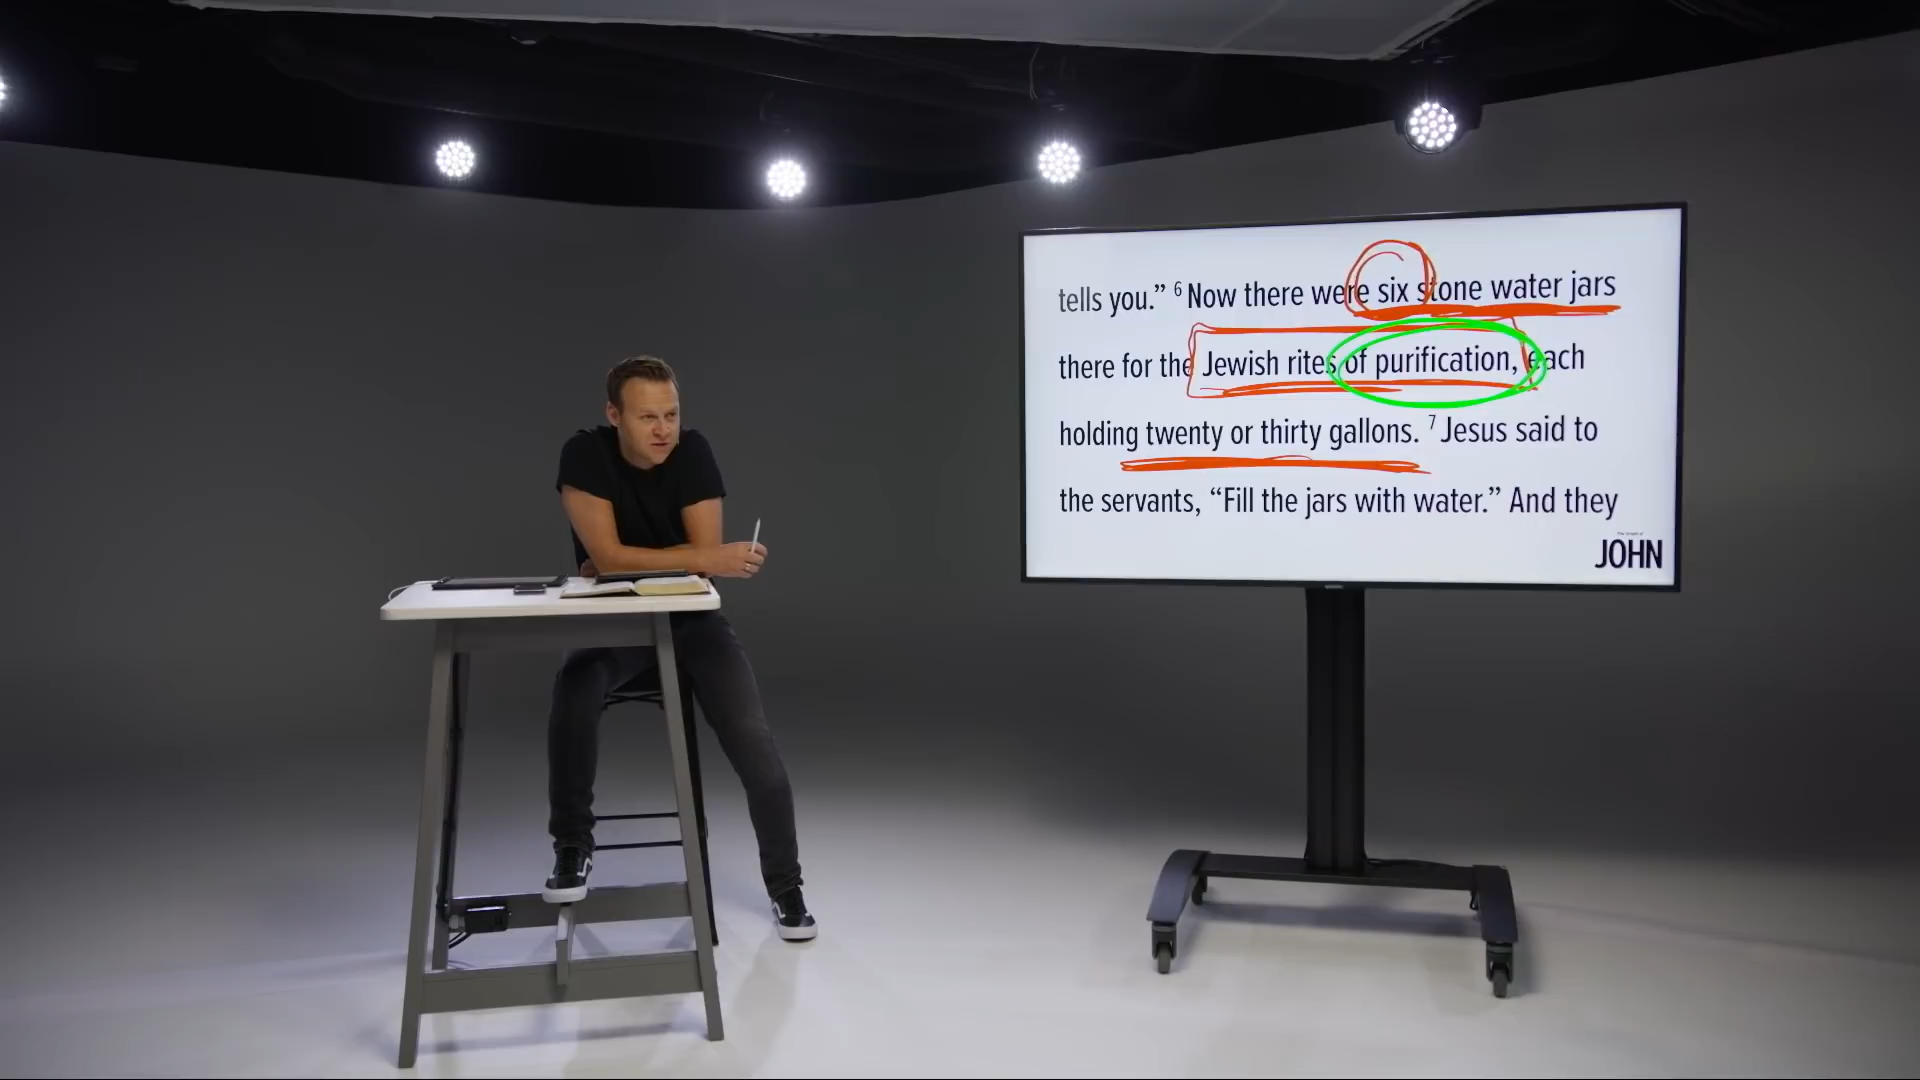 tells you.” 6 Now there were six stone water jars
there for the Jewish rites of purification, each
holding twenty or thirty gallons. 7 Jesus said to
the servants, “Fill the jars with water.” And they
JOHN